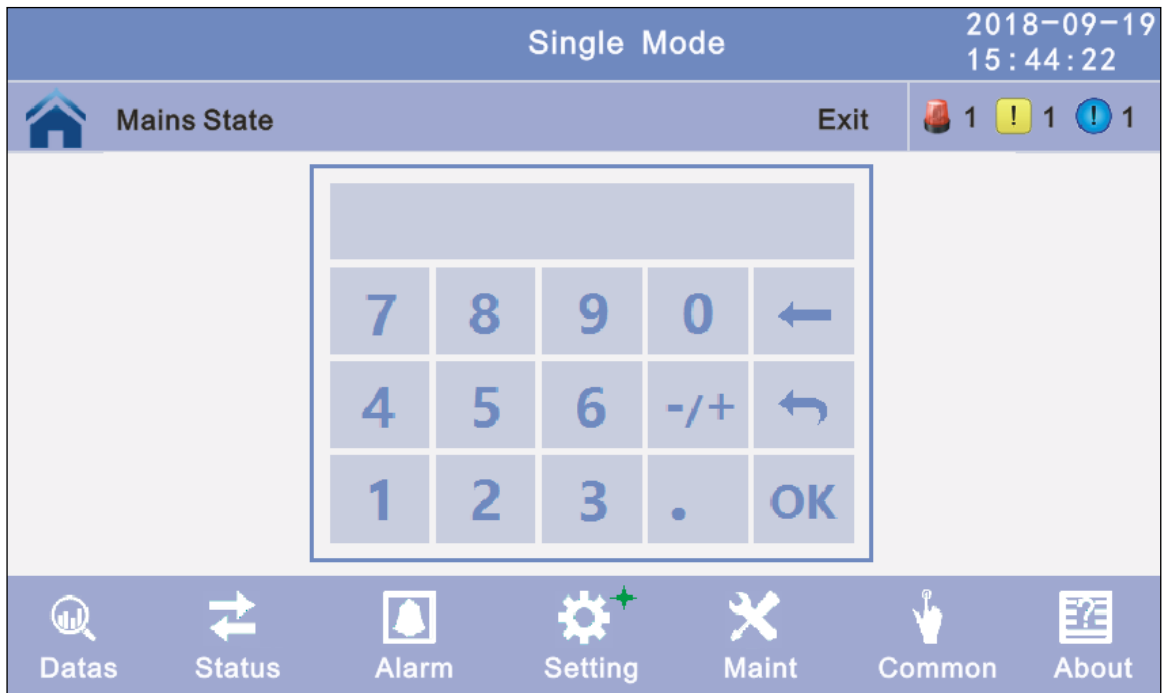 Single Mode
2018-09-19
15:44:22
Mains State
Exit
1
! 1
! 1
7 8 9 0 ←
4 5 6 -/+
1 2 3 . OK
Datas Status Alarm Setting Maint Common ? About